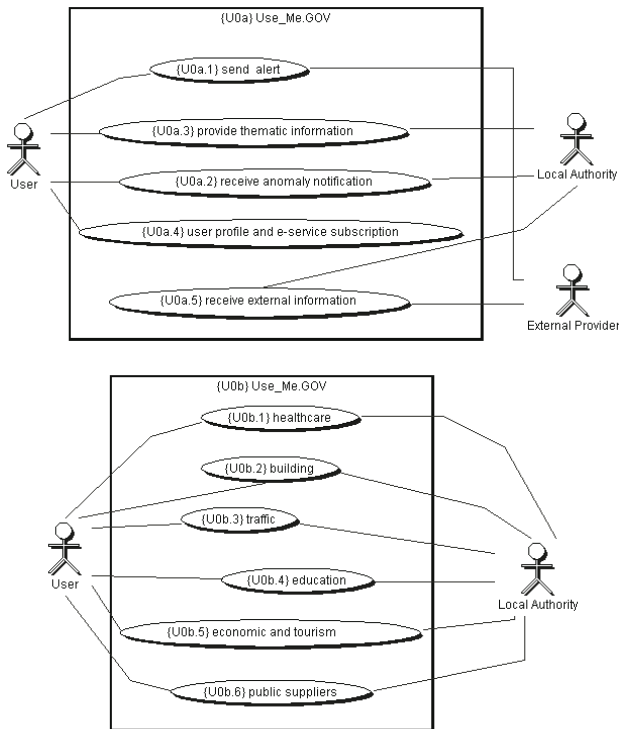 {U0a} Use_Me.GOV
{U0a.1} send alert
{U0a.3} provide thematic information
User
Local Authority
{U0a.2} receive anomaly notification
{U0a.4} user profile and e-service subscription
{U0a.5} receive external information
External Provider
{U0b} Use_Me.GOV
{U0b.1} healthcare
{U0b.2} building
{U0b.3} traffic
User
{U0b.4} education
Local Authority
{U0b.5} economic and tourism
{U0b.6} public suppliers